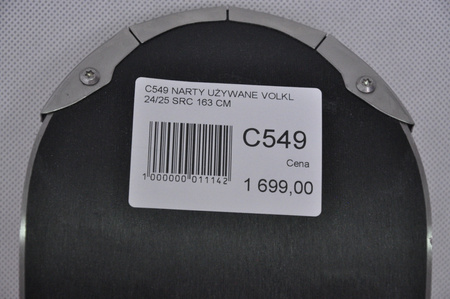 C549 NARTY UŻYWANE VOLKL
24/25 SRC 163 CM
C549
Cena
1 000000 011142
1 699,00